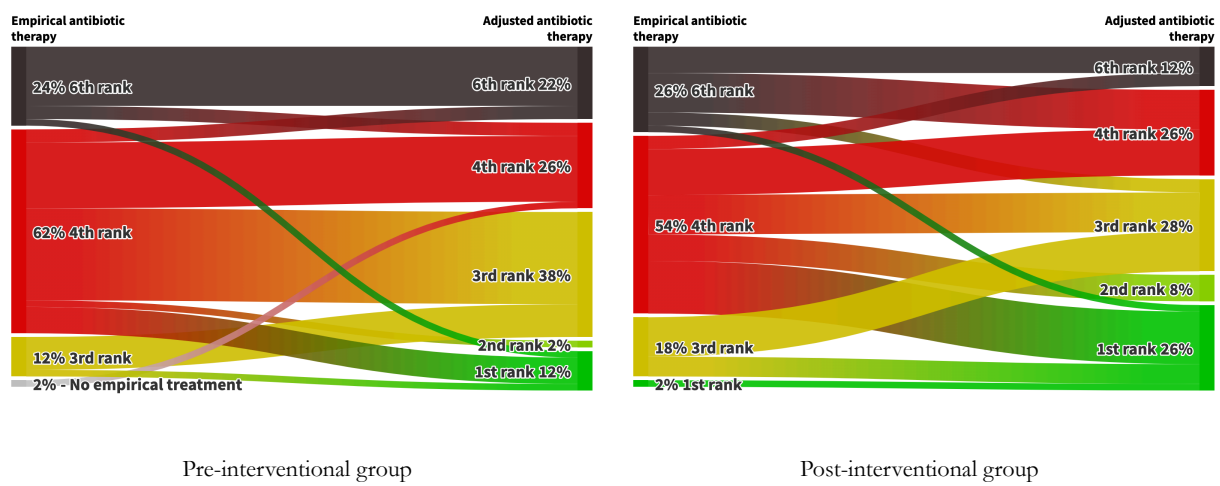 Empirical antibiotic
therapy
Adjusted antibiotic
therapy
24% 6th rank
6th rank 22%
4th rank 26%
62% 4th rank
3rd rank 38%
2nd rank 2%
12% 3rd rank
1st rank 12%
2% - No empirical treatment
Pre-interventional group
Empirical antibiotic
therapy
Adjusted antibiotic
therapy
6th rank 12%
26% 6th rank
4th rank 26%
54% 4th rank
3rd rank 28%
2nd rank 8%
18% 3rd rank
1st rank 26%
2% 1st rank
Post-interventional group